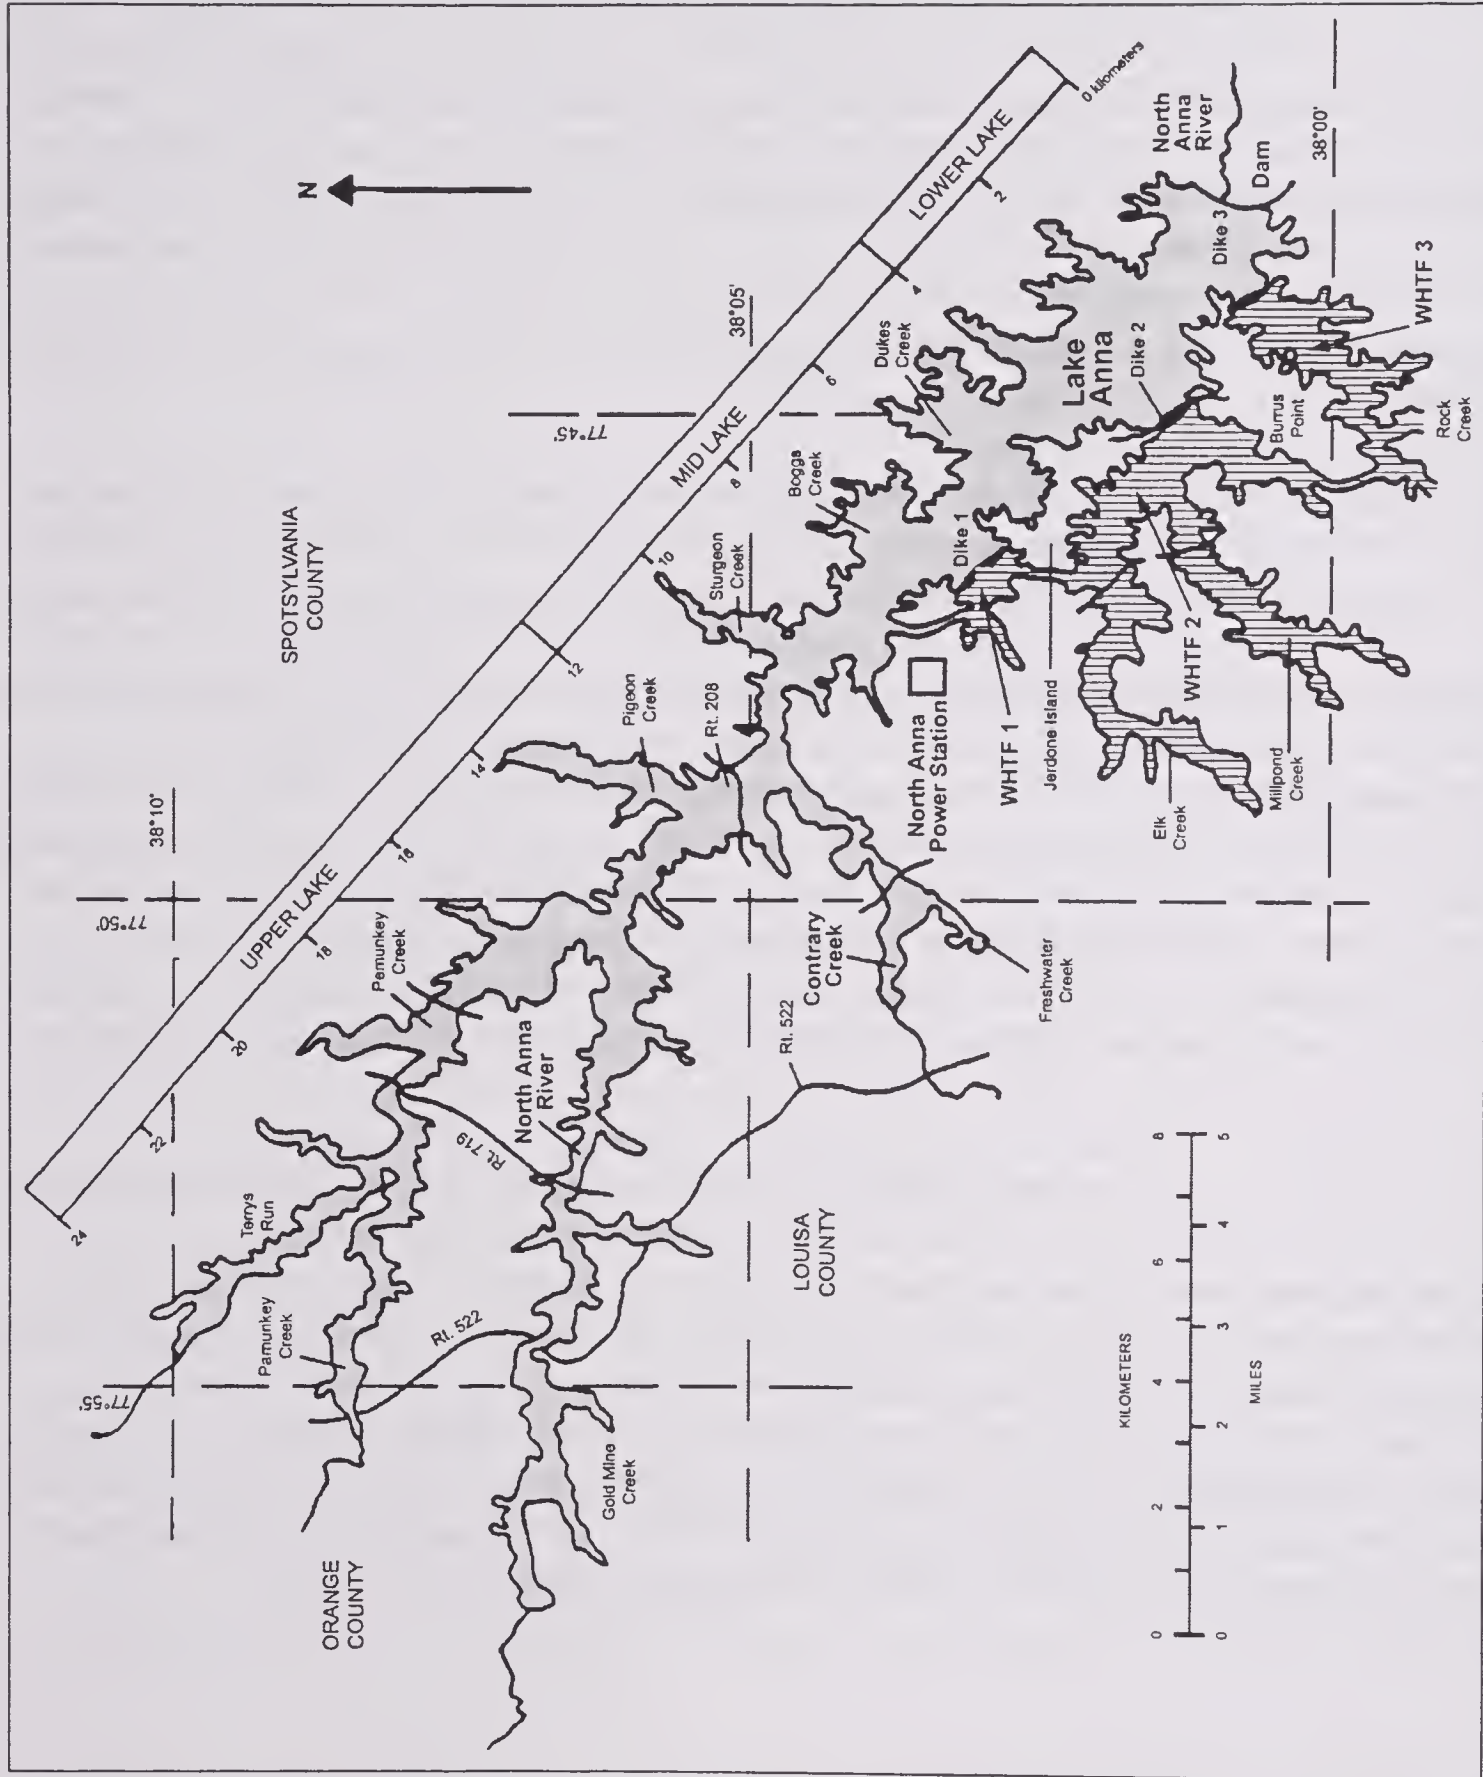 N
SPOTSYLVANIA
COUNTY
ORANGE
COUNTY
LOUISA
COUNTY
UPPER LAKE
MID LAKE
LOWER LAKE
24
22
20
18
16
14
12
10
8
6
4
2
0 kilometers
38°10'
38°05'
38°00'
77°55'
77°50'
77°45'
Terrys
Run
Pamunkey
Creek
Pamunkey
Creek
Rt. 522
Rt. 719
North Anna
River
Gold Mine
Creek
Pigeon
Creek
Rt. 208
Sturgeon
Creek
Boggs
Creek
Dukes
Creek
Contrary
Creek
Freshwater
Creek
Rt. 522
North Anna
Power Station
Dike 1
Lake
Anna
Dike 2
Dike 3
North
Anna
River
Dam
WHTF 1
Jerdone Island
WHTF 2
WHTF 3
Elk
Creek
Millpond
Creek
Burrus
Point
Rock
Creek
KILOMETERS
0
2
4
6
8
MILES
0
1
2
3
4
5